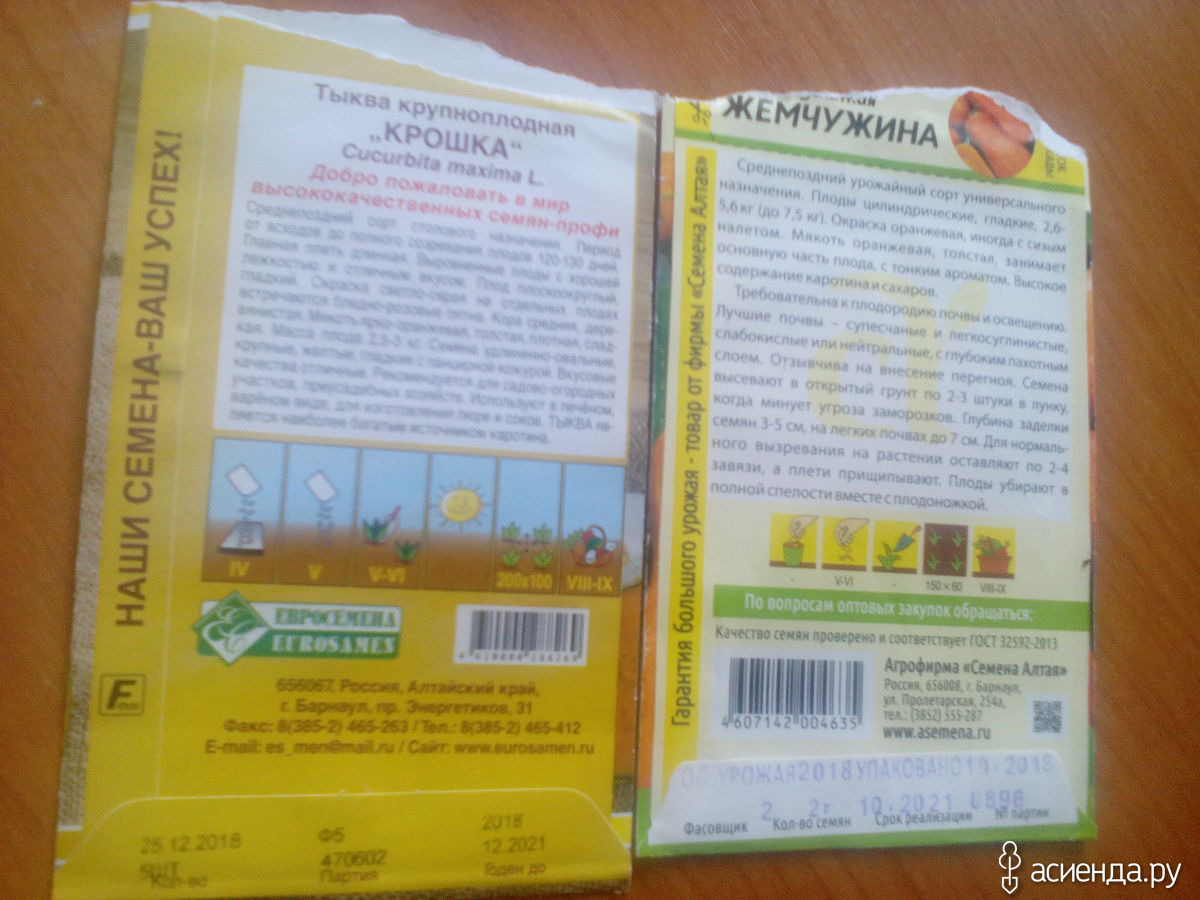 НАШИ СЕМЕНА-ВАШ УСПЕХ!
Тыква крупноплодная
„КРОШКА“
Cucurbita maxima L.
Добро пожаловать в мир
высококачественных семян-профи
Среднепоздний сорт столового назначения. Период
от всходов до полного созревания плодов 120-130 дней.
Главная плеть длинная. Выровненные плоды с хорошей
лежкостью и отличным вкусом. Плод плоскоокруглый,
гладкий. Окраска светло-серая, на отдельных плодах
встречаются бледно-розовые пятна. Кора средняя, дере-
вянистая. Мякоть ярко-оранжевая, толстая, плотная, слад-
кая. Масса плода 2,5-3 кг. Семена удлиненно-овальные,
крупные, желтые, гладкие с панцирной кожурой. Вкусовые
качества отличные. Рекомендуется для садово-огородных
участков, приусадебных хозяйств. Используют в печёном,
варёном виде, для изготовления пюре и соков. ТЫКВА яв-
ляется наиболее богатым источником каротина.
IV V V-VI 200х100 VIII-IX
ЕВРОСЕМЕНА
EUROSAMEX
656067, Россия, Алтайский край,
г. Барнаул, пр. Энергетиков, 31
Факс: 8(385-2) 465-263 / Тел.: 8(385-2) 465-412
E-mail: es_men@mail.ru / Сайт: www.eurosamen.ru
25.12.2018 Ф5 2018
5ШТ 470602 12.2021
Кол-во Партия Годен до
ЖЕМЧУЖИНА
Гарантия большого урожая - товар от фирмы «Семена Алтая»
Среднепоздний урожайный сорт универсального
назначения. Плоды цилиндрические, гладкие, 2,6-
5,6 кг (до 7,5 кг). Окраска оранжевая, иногда с сизым
налетом. Мякоть оранжевая, толстая, занимает
основную часть плода, с тонким ароматом. Высокое
содержание каротина и сахаров.
Требовательна к плодородию почвы и освещению.
Лучшие почвы – супесчаные и легкосуглинистые,
слабокислые или нейтральные, с глубоким пахотным
слоем. Отзывчива на внесение перегноя. Семена
высевают в открытый грунт по 2-3 штуки в лунку,
когда минует угроза заморозков. Глубина заделки
семян 3-5 см, на легких почвах до 7 см. Для нормаль-
ного вызревания на растении оставляют по 2-4
завязи, а плети прищипывают. Плоды убирают в
полной спелости вместе с плодоножкой.
- V-VI - 150×60 VIII-IX
По вопросам оптовых закупок обращаться:
Качество семян проверено и соответствует ГОСТ 32592-2013
4 607142 004635
Агрофирма «Семена Алтая»
Россия, 656008, г. Барнаул,
ул. Пролетарская, 254а,
тел.: (3852) 555-287
www.asemena.ru
ОД УРОЖАЯ2018УПАКОВАНО10.2018
2 2г 10.2021 0896
Фасовщик Кол-во семян Срок реализации № партии
асиенда.ру